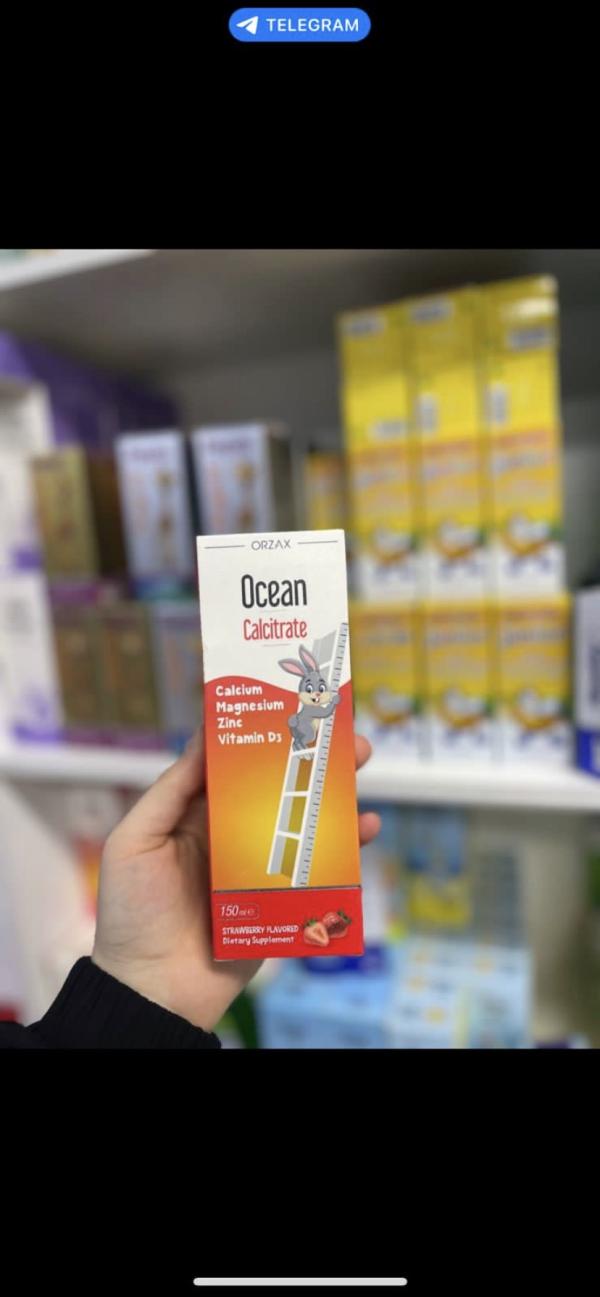 TELEGRAM
ORZAX
Ocean
Calcitrate
Calcium
Magnesium
Zinc
Vitamin D3
150 ml e
STRAWBERRY FLAVORED
Dietary Supplement